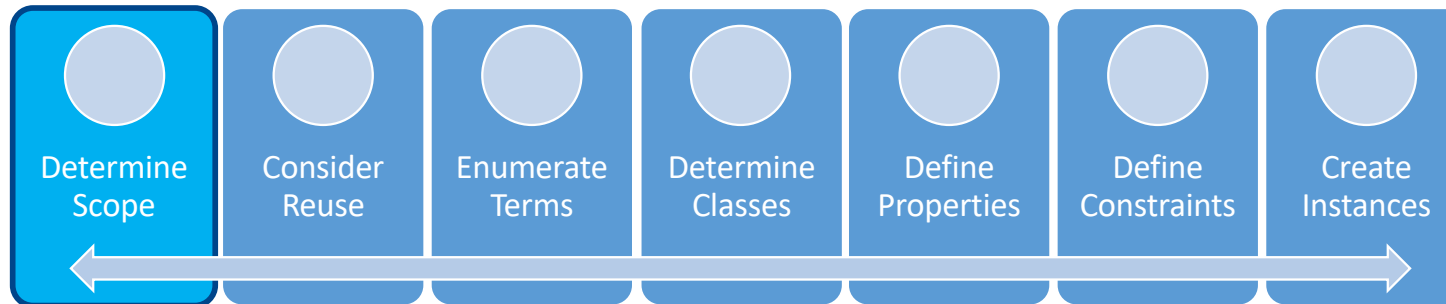 Determine
Scope
Consider
Reuse
Enumerate
Terms
Determine
Classes
Define
Properties
Define
Constraints
Create
Instances